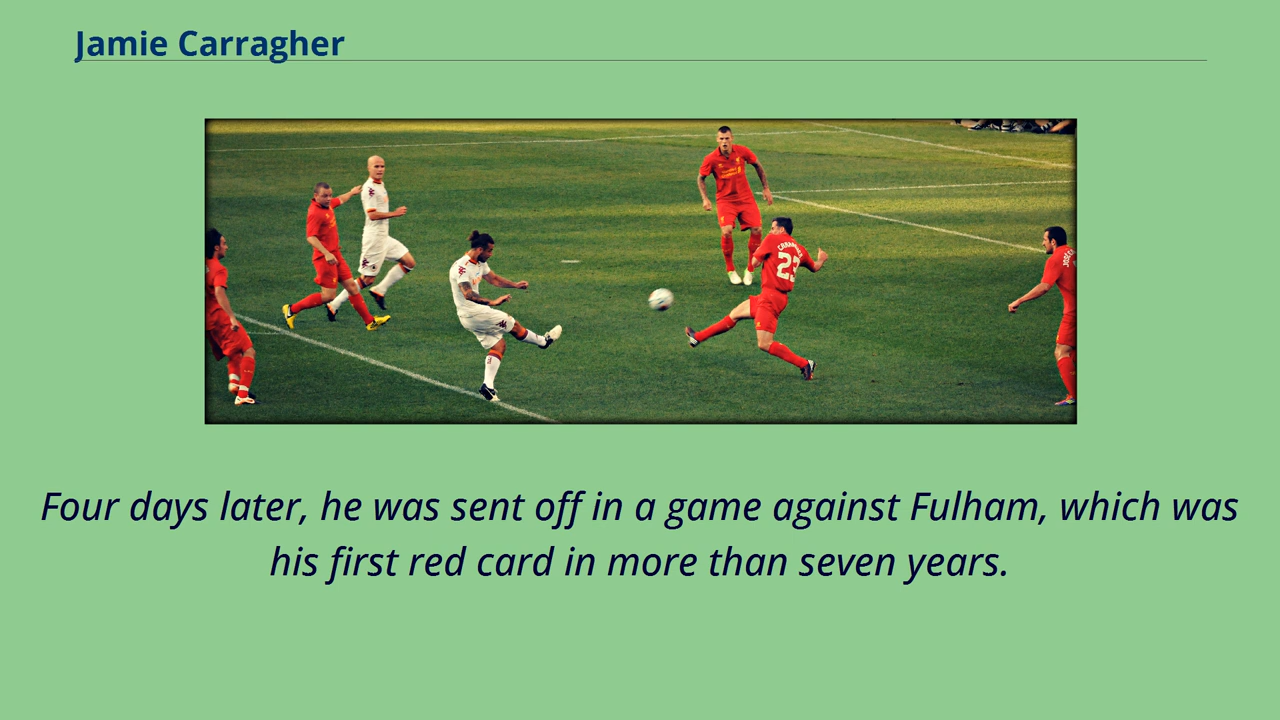 Jamie Carragher
23
Four days later, he was sent off in a game against Fulham, which was
his first red card in more than seven years.